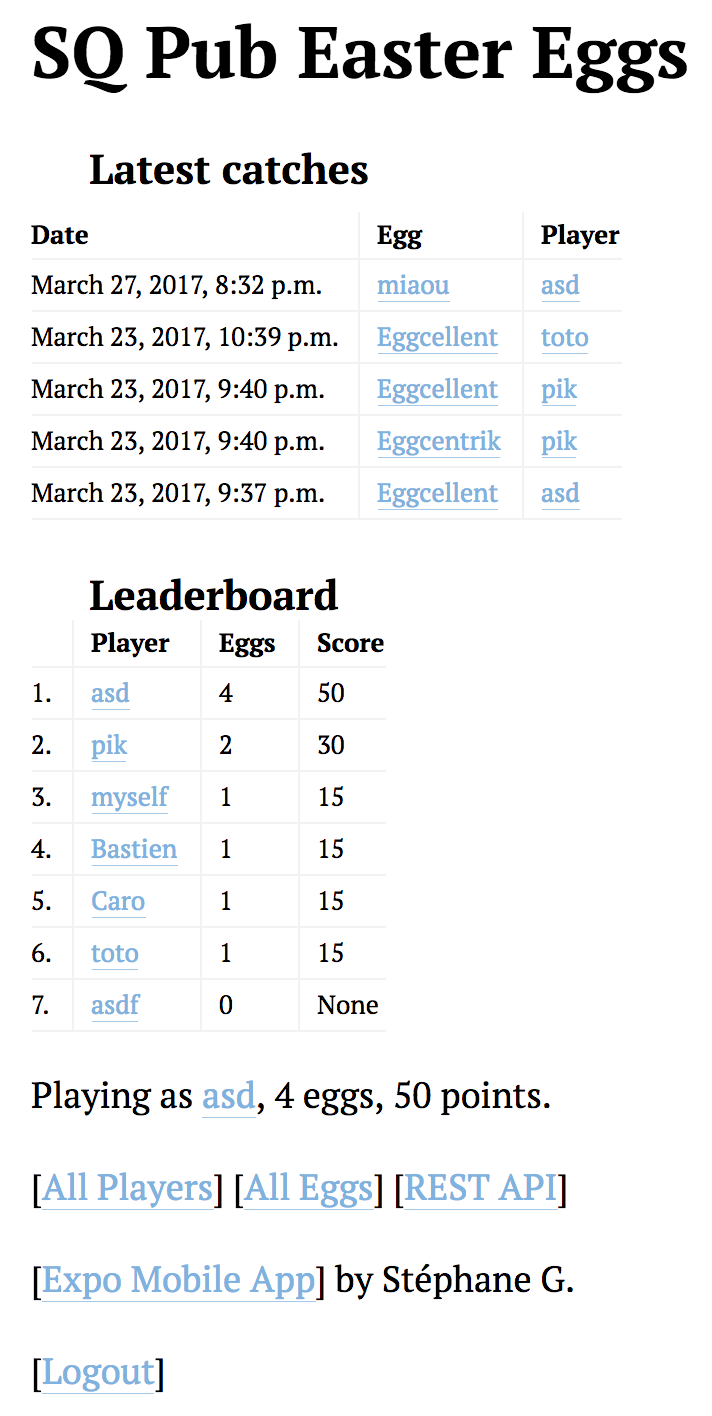 SQ Pub Easter Eggs
Latest catches
Date Egg Player
March 27, 2017, 8:32 p.m. miaou asd
March 23, 2017, 10:39 p.m. Eggcellent toto
March 23, 2017, 9:40 p.m. Eggcellent pik
March 23, 2017, 9:40 p.m. Eggcentrik pik
March 23, 2017, 9:37 p.m. Eggcellent asd
Leaderboard
Player Eggs Score
1. asd 4 50
2. pik 2 30
3. myself 1 15
4. Bastien 1 15
5. Caro 1 15
6. toto 1 15
7. asdf 0 None
Playing as asd, 4 eggs, 50 points.
[All Players] [All Eggs] [REST API]
[Expo Mobile App] by Stéphane G.
[Logout]